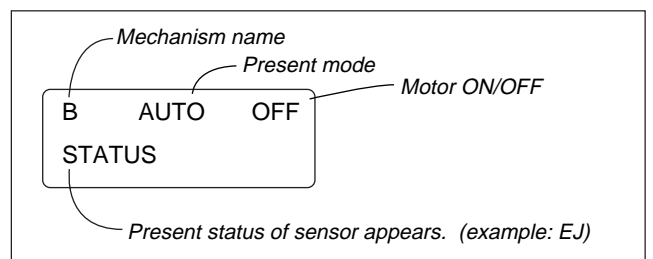 Mechanism name
Present mode
Motor ON/OFF
B AUTO OFF
STATUS
Present status of sensor appears. (example: EJ)